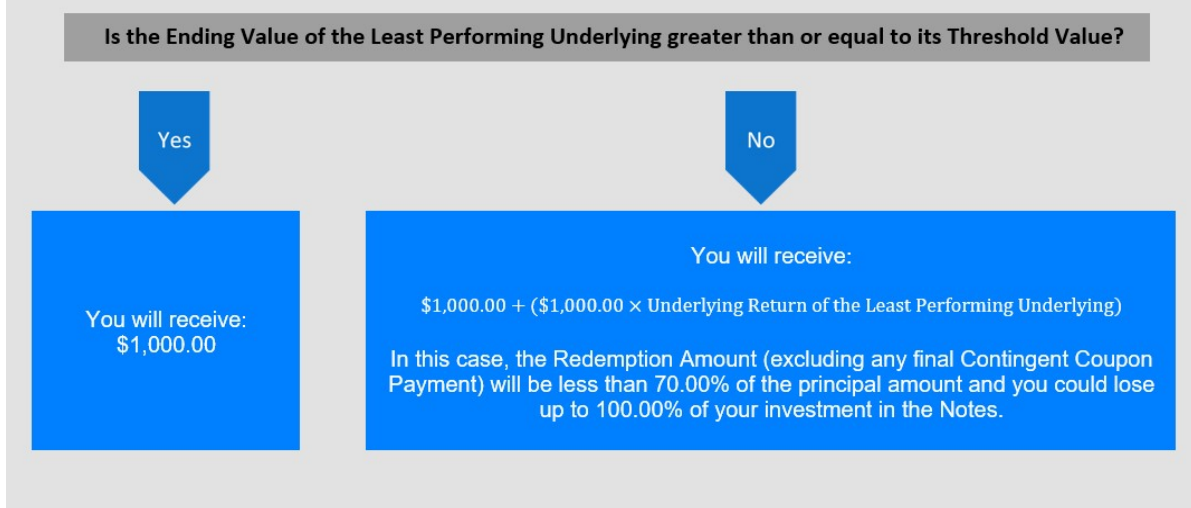 Is the Ending Value of the Least Performing Underlying greater than or equal to its Threshold Value?
Yes
No
You will receive:
$1,000.00
You will receive:
$1,000.00 + ($1,000.00 × Underlying Return of the Least Performing Underlying)
In this case, the Redemption Amount (excluding any final Contingent Coupon
Payment) will be less than 70.00% of the principal amount and you could lose
up to 100.00% of your investment in the Notes.